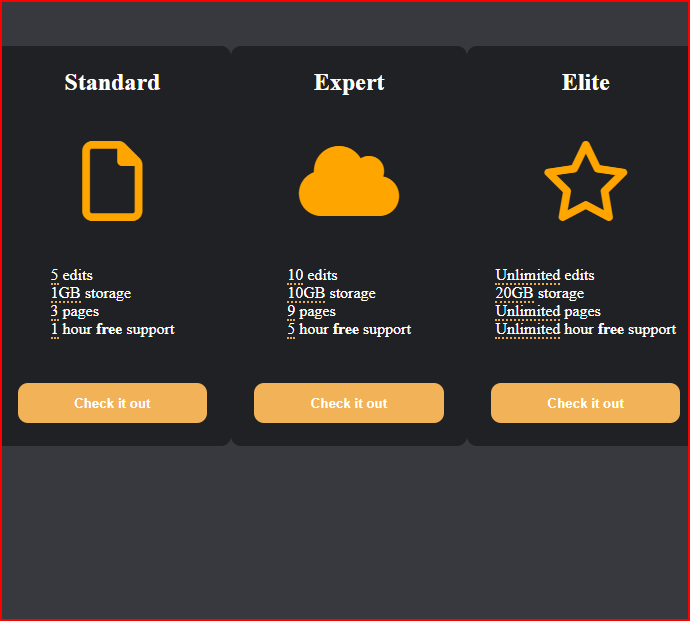 Standard
Expert
Elite
5 edits
1GB storage
3 pages
1 hour free support
10 edits
10GB storage
9 pages
5 hour free support
Unlimited edits
20GB storage
Unlimited pages
Unlimited hour free support
Check it out
Check it out
Check it out